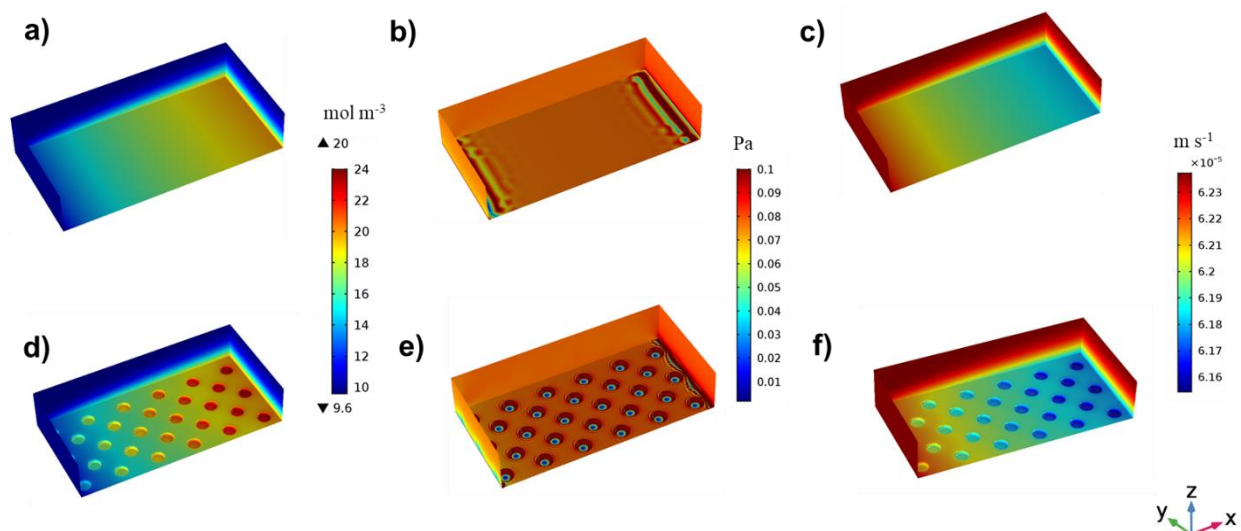 a)
b)
c)
mol m⁻³
▲ 20
24
22
20
18
16
14
12
10
▼ 9.6
Pa
0.1
0.09
0.08
0.07
0.06
0.05
0.04
0.03
0.02
0.01
m s⁻¹
×10⁻⁵
6.23
6.22
6.21
6.2
6.19
6.18
6.17
6.16
d)
e)
f)
z
y
x